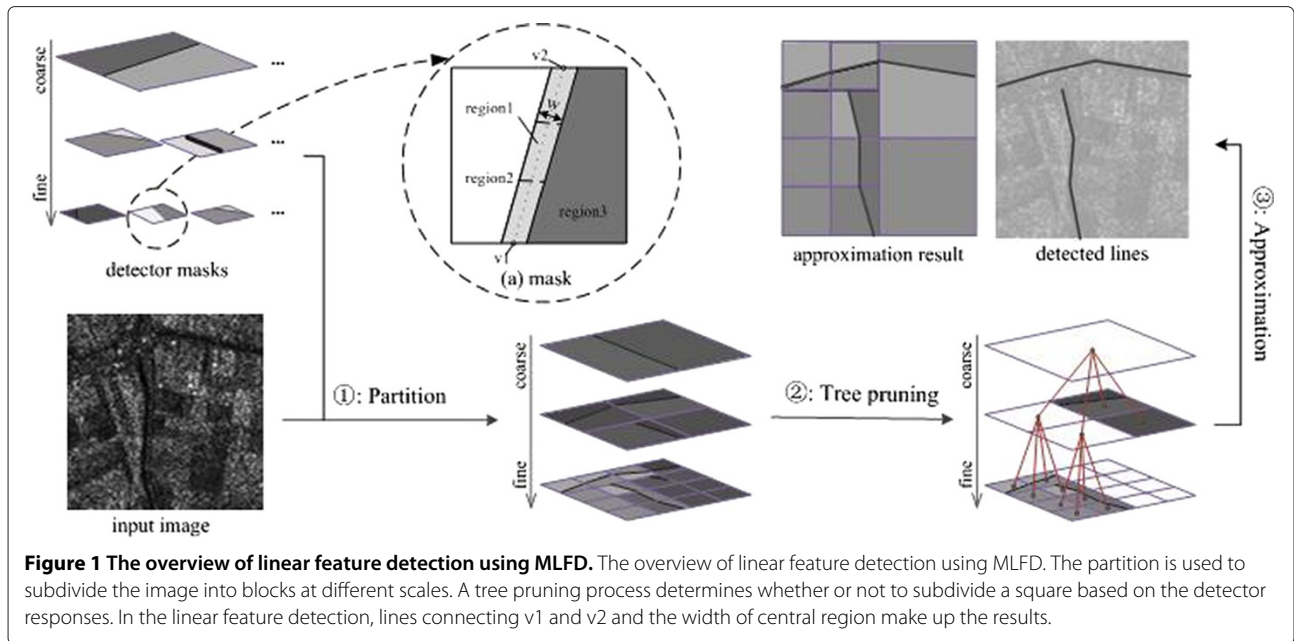 coarse
fine
...
...
...
detector masks
v2
region1
w
region2
region3
v1
(a) mask
approximation result
detected lines
③: Approximation
input image
①: Partition
coarse
fine
②: Tree pruning
coarse
fine
Figure 1 The overview of linear feature detection using MLFD. The overview of linear feature detection using MLFD. The partition is used to
subdivide the image into blocks at different scales. A tree pruning process determines whether or not to subdivide a square based on the detector
responses. In the linear feature detection, lines connecting v1 and v2 and the width of central region make up the results.